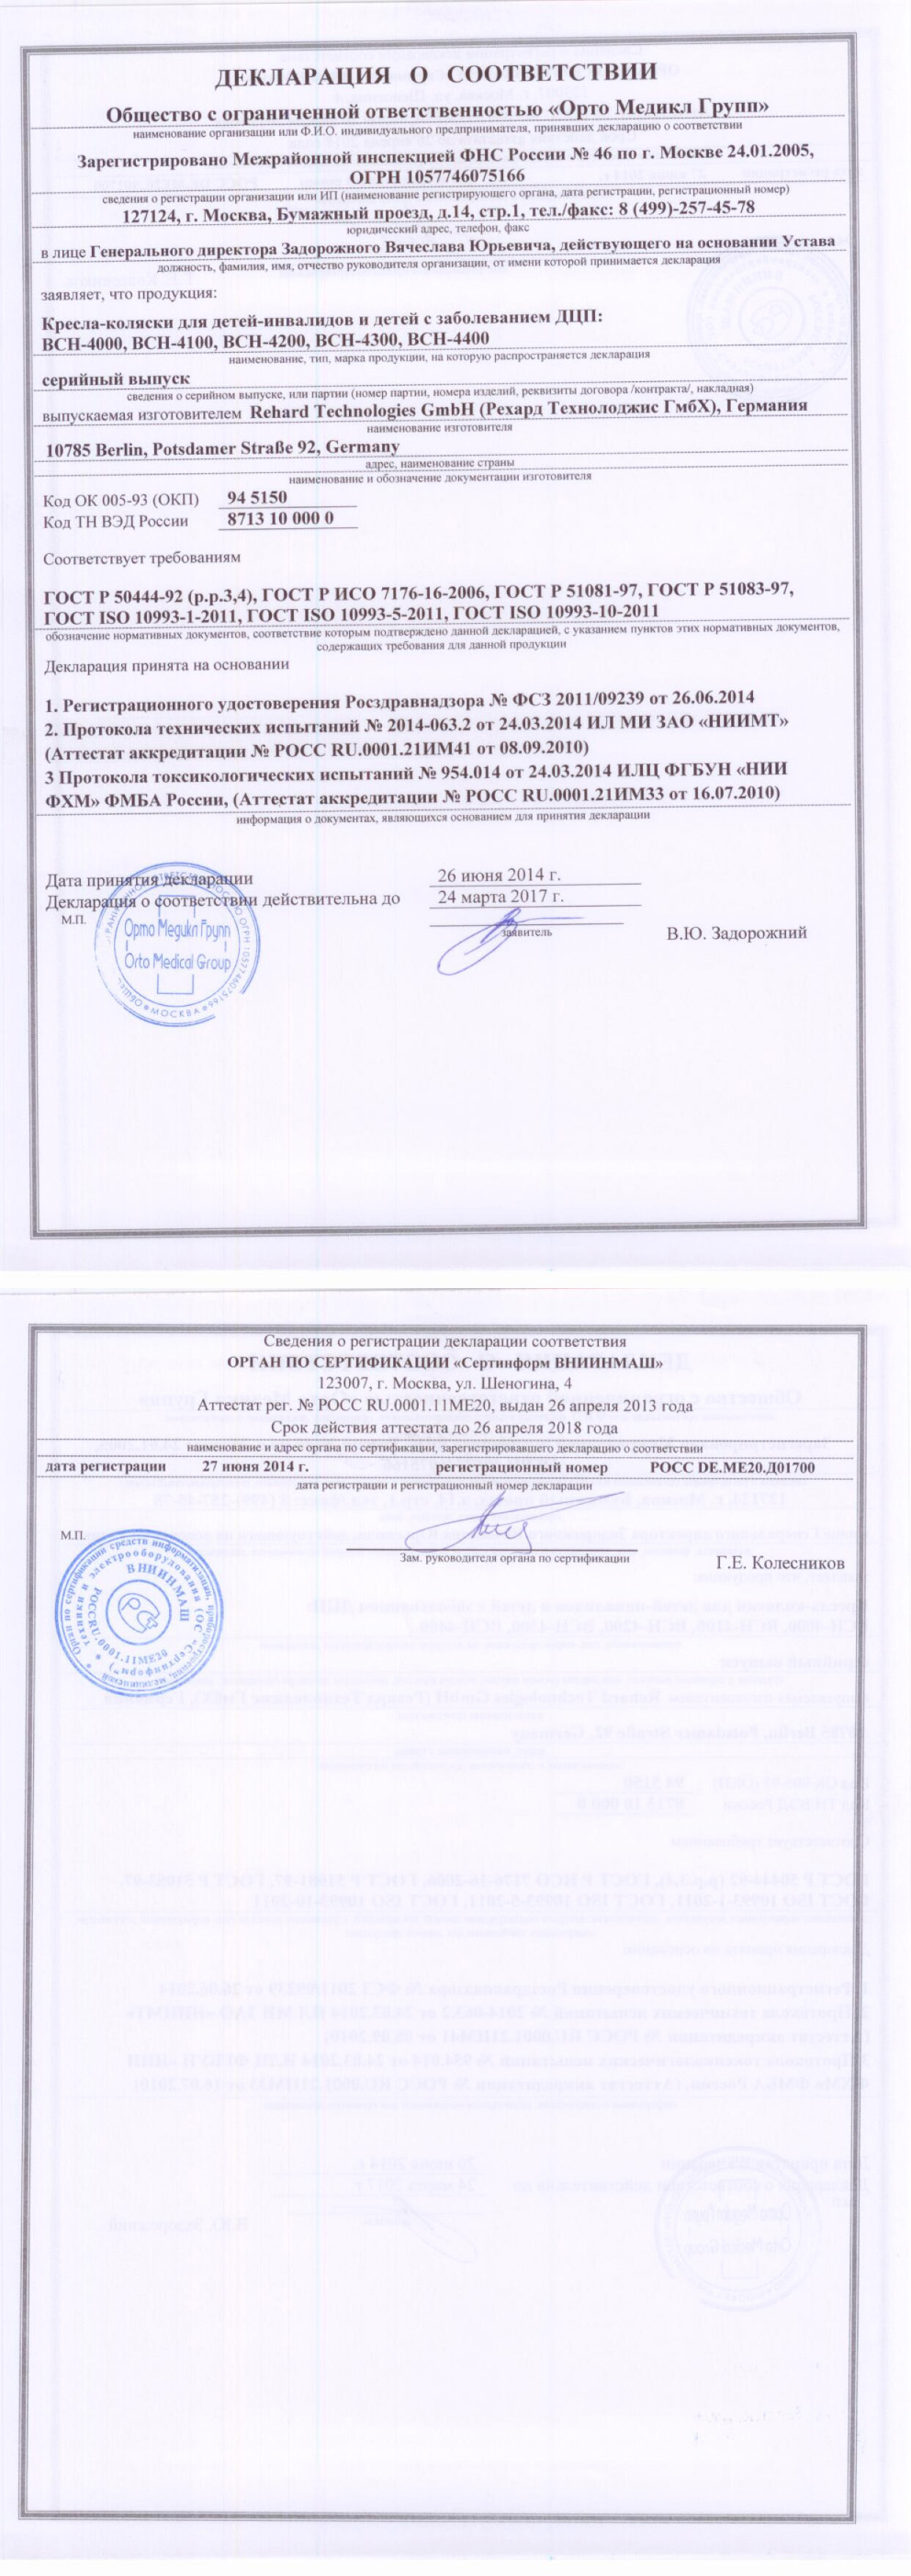 ДЕКЛАРАЦИЯ О СООТВЕТСТВИИ
Общество с ограниченной ответственностью «Орто Медикл Групп»
наименование организации или Ф.И.О. индивидуального предпринимателя, принявших декларацию о соответствии
Зарегистрировано Межрайонной инспекцией ФНС России № 46 по г. Москве 24.01.2005,
ОГРН 1057746075166
сведения о регистрации организации или ИП (наименование регистрирующего органа, дата регистрации, регистрационный номер)
127124, г. Москва, Бумажный проезд, д.14, стр.1, тел./факс: 8 (499)-257-45-78
юридический адрес, телефон, факс
в лице Генерального директора Задорожного Вячеслава Юрьевича, действующего на основании Устава
должность, фамилия, имя, отчество руководителя организации, от имени которой принимается декларация
заявляет, что продукция:
Кресла-коляски для детей-инвалидов и детей с заболеванием ДЦП:
ВСН-4000, ВСН-4100, ВСН-4200, ВСН-4300, ВСН-4400
наименование, тип, марка продукции, на которую распространяется декларация
серийный выпуск
сведения о серийном выпуске, или партии (номер партии, номера изделий, реквизиты договора /контракта/, накладная)
выпускаемая изготовителем Rehard Technologies GmbH (Рехард Технолоджис ГмбХ), Германия
наименование изготовителя
10785 Berlin, Potsdamer Straße 92, Germany
адрес, наименование страны
наименование и обозначение документации изготовителя
Код ОК 005-93 (ОКП) 94 5150
Код ТН ВЭД России 8713 10 000 0
Соответствует требованиям
ГОСТ Р 50444-92 (р.р.3,4), ГОСТ Р ИСО 7176-16-2006, ГОСТ Р 51081-97, ГОСТ Р 51083-97,
ГОСТ ISO 10993-1-2011, ГОСТ ISO 10993-5-2011, ГОСТ ISO 10993-10-2011
обозначение нормативных документов, соответствие которым подтверждено данной декларацией, с указанием пунктов этих нормативных документов,
содержащих требования для данной продукции
Декларация принята на основании
1. Регистрационного удостоверения Росздравнадзора № ФСЗ 2011/09239 от 26.06.2014
2. Протокола технических испытаний № 2014-063.2 от 24.03.2014 ИЛ МИ ЗАО «НИИМТ»
(Аттестат аккредитации № РОСС RU.0001.21ИМ41 от 08.09.2010)
3 Протокола токсикологических испытаний № 954.014 от 24.03.2014 ИЛЦ ФГБУН «НИИ
ФХМ» ФМБА России, (Аттестат аккредитации № РОСС RU.0001.21ИМ33 от 16.07.2010)
информация о документах, являющихся основанием для принятия декларации
Дата принятия декларации 26 июня 2014 г.
Декларация о соответствии действительна до 24 марта 2017 г.
М.П.
заявитель
В.Ю. Задорожний
Орто Медикл Групп
Orto Medical Group
МОСКВА
Сведения о регистрации декларации соответствия
ОРГАН ПО СЕРТИФИКАЦИИ «Сертинформ ВНИИНМАШ»
123007, г. Москва, ул. Шеногина, 4
Аттестат рег. № РОСС RU.0001.11МЕ20, выдан 26 апреля 2013 года
Срок действия аттестата до 26 апреля 2018 года
наименование и адрес органа по сертификации, зарегистрировавшего декларацию о соответствии
дата регистрации 27 июня 2014 г. регистрационный номер РОСС DE.МЕ20.Д01700
дата регистрации и регистрационный номер декларации
М.П.
Зам. руководителя органа по сертификации
Г.Е. Колесников
ВНИИНМАШ
РОСС RU.0001.11МЕ20